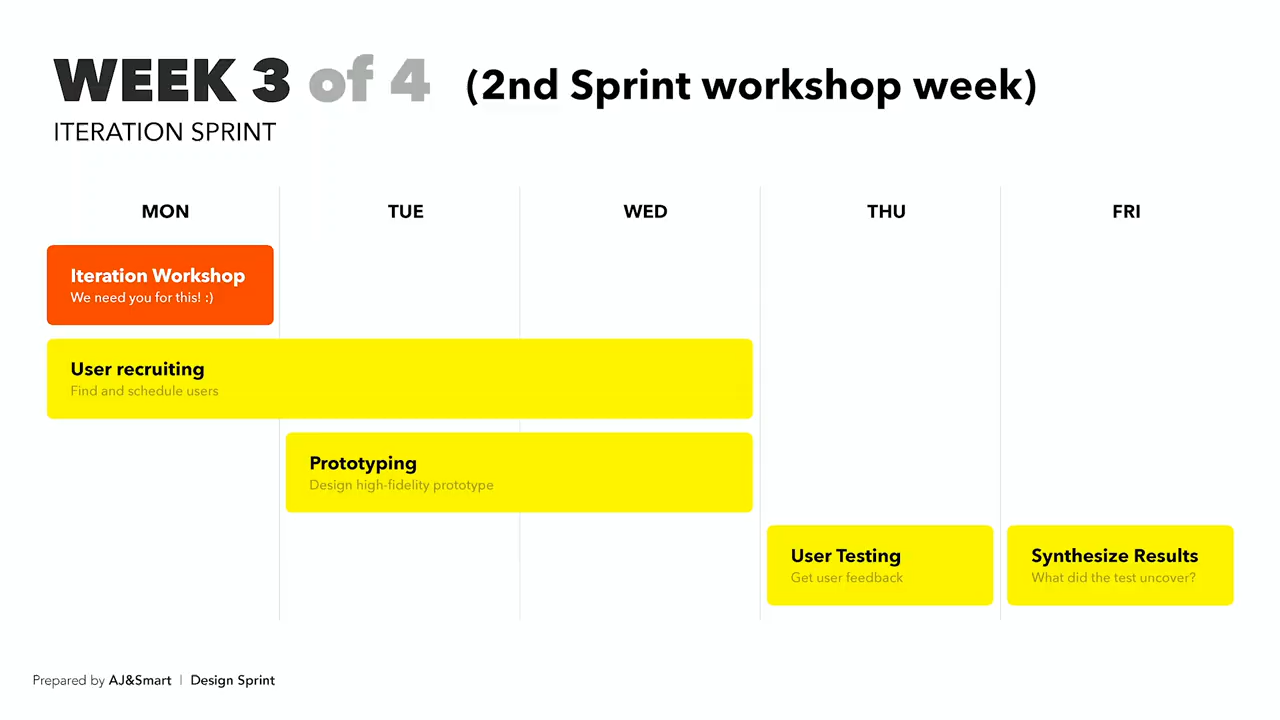 WEEK 3 of 4 (2nd Sprint workshop week)
ITERATION SPRINT
MON TUE WED THU FRI
Iteration Workshop
We need you for this! :)
User recruiting
Find and schedule users
Prototyping
Design high-fidelity prototype
User Testing
Get user feedback
Synthesize Results
What did the test uncover?
Prepared by AJ&Smart | Design Sprint